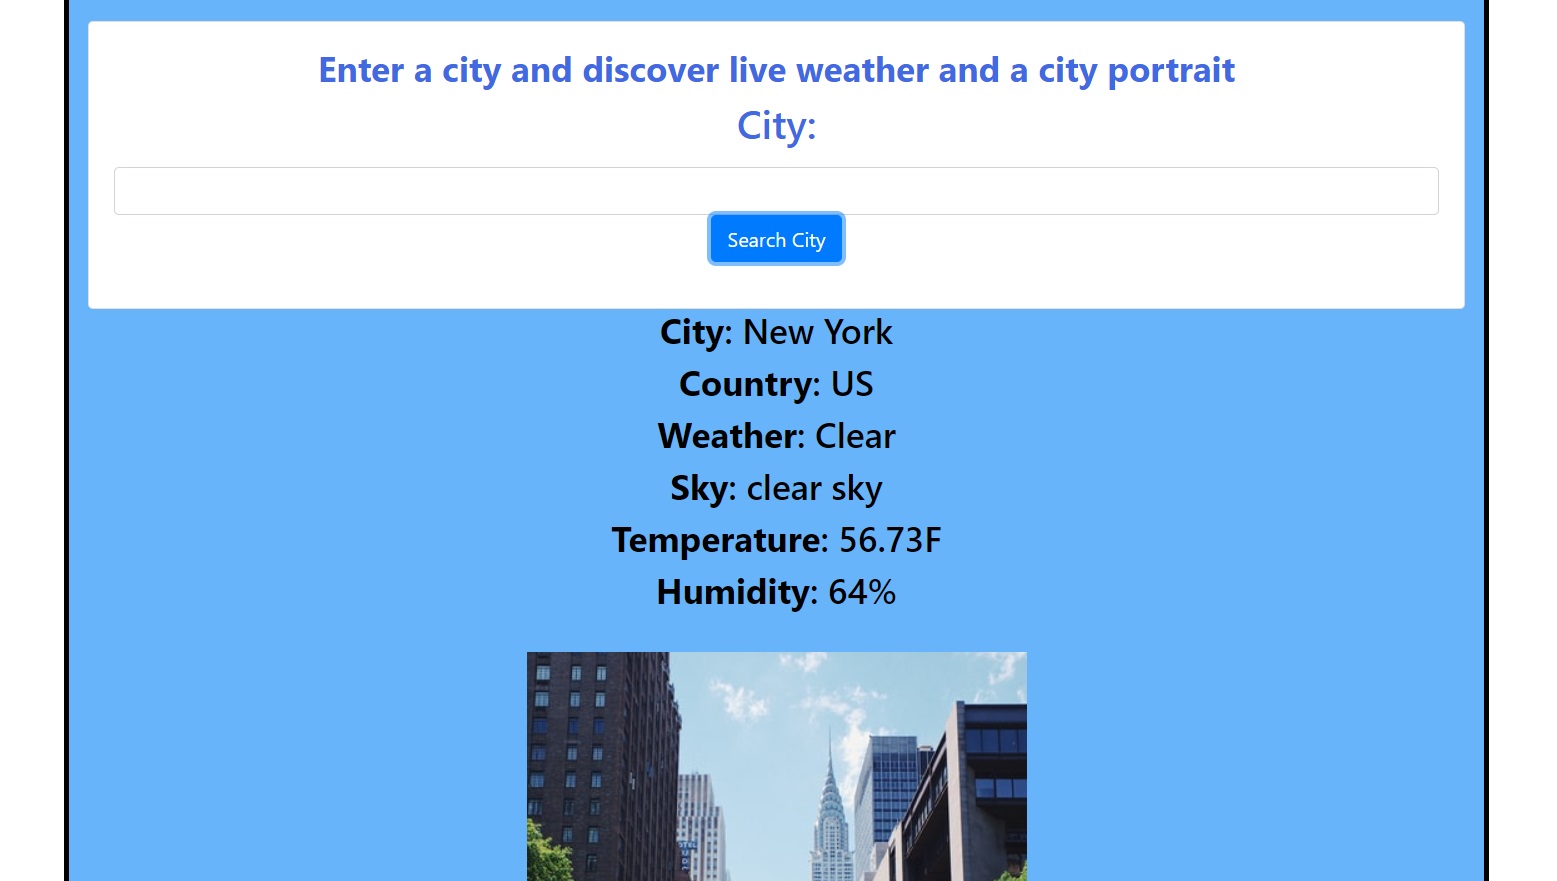 Enter a city and discover live weather and a city portrait
City:
Search City
City: New York
Country: US
Weather: Clear
Sky: clear sky
Temperature: 56.73F
Humidity: 64%